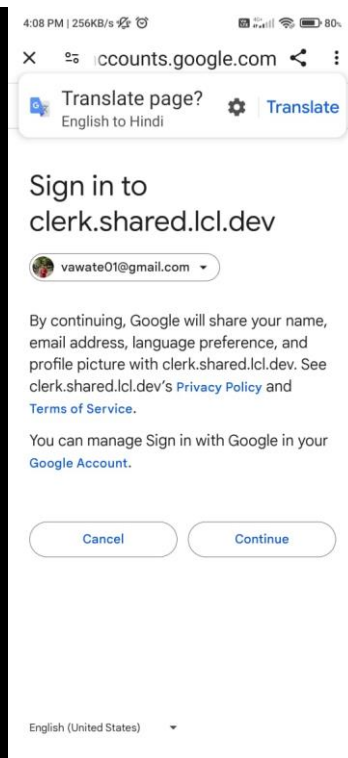 4:08 PM | 256KB/s
80
ccounts.google.com
Translate page?
English to Hindi
Translate
Sign in to
clerk.shared.lcl.dev
vawate01@gmail.com
By continuing, Google will share your name,
email address, language preference, and
profile picture with clerk.shared.lcl.dev. See
clerk.shared.lcl.dev's Privacy Policy and
Terms of Service.
You can manage Sign in with Google in your
Google Account.
Cancel
Continue
English (United States)